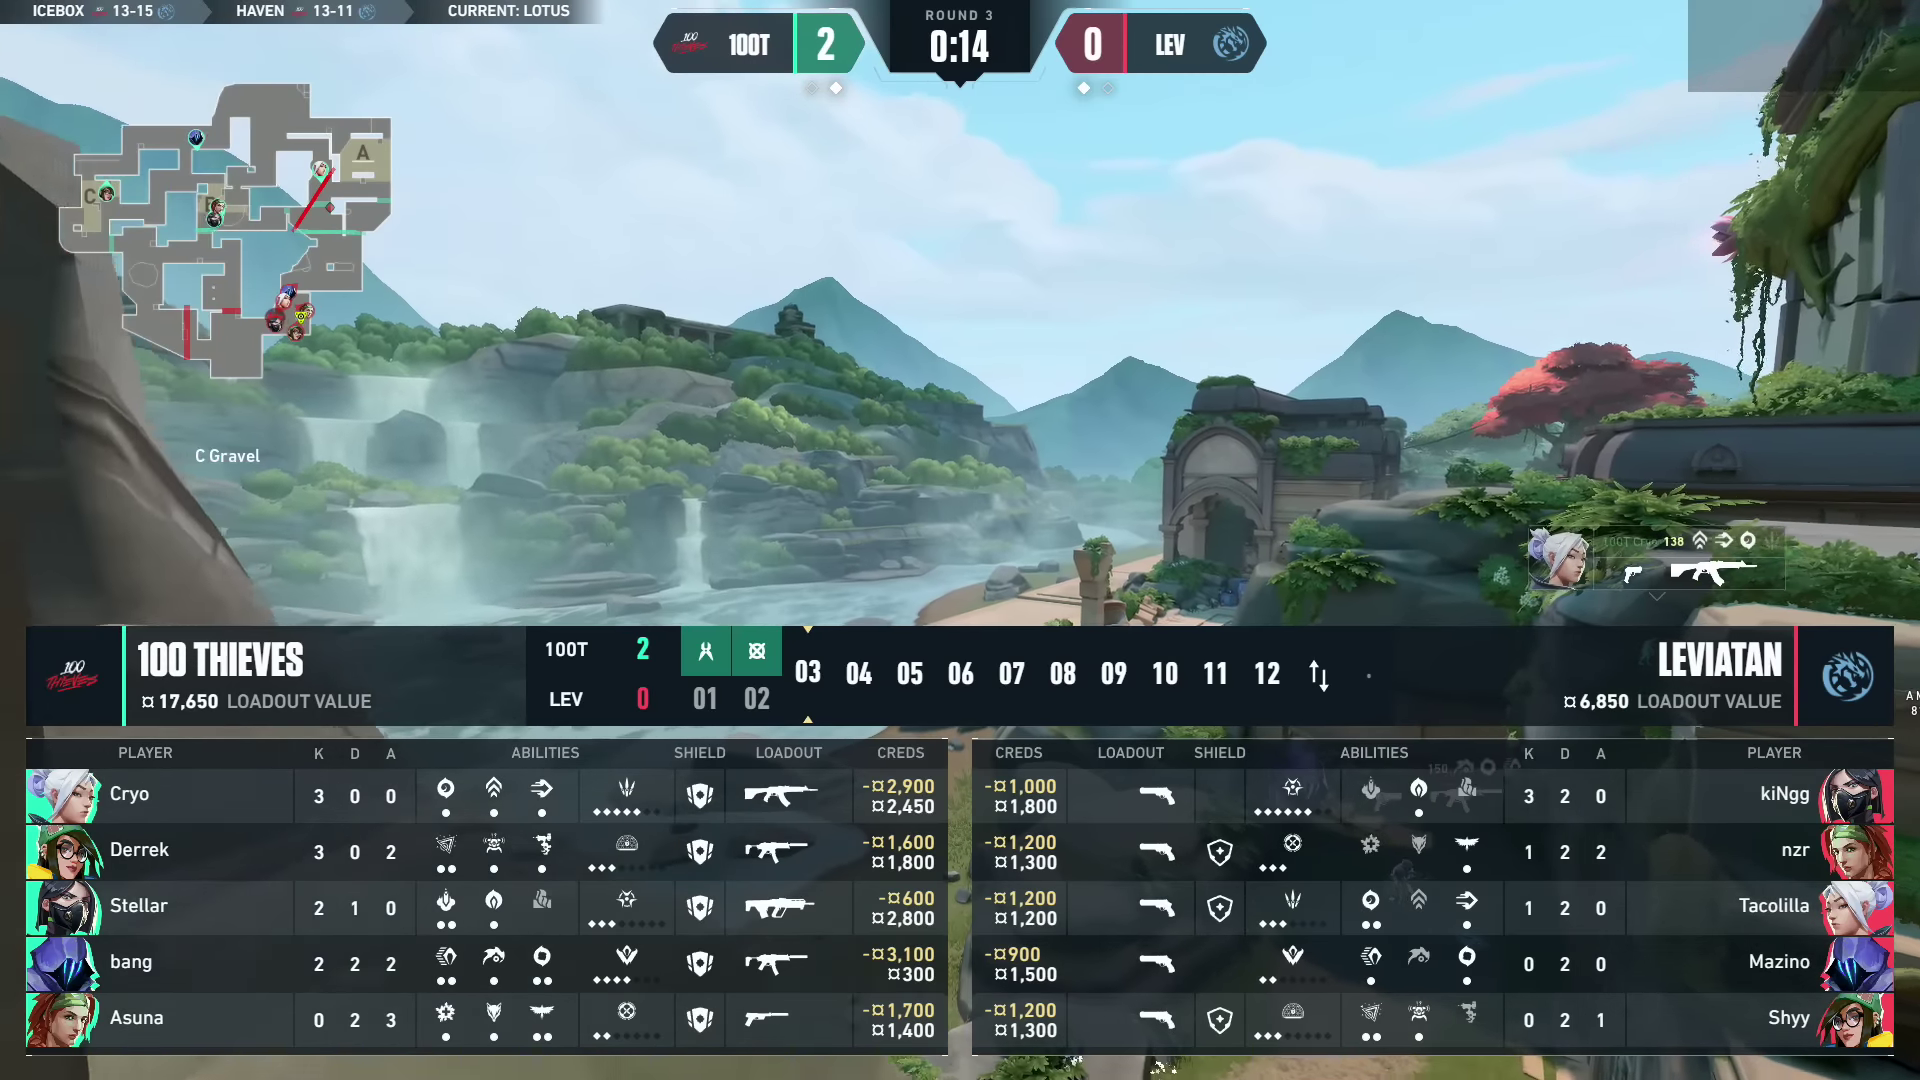 ICEBOX 13-15 HAVEN 13-11 CURRENT: LOTUS
100 THIEVES 100T 2
ROUND 3
0:14
0 LEV
A
B
C
C Gravel
100T Cryo 138
100 THIEVES
100 THIEVES
¤ 17,650 LOADOUT VALUE
100T 2
LEV 0 01 02 03 04 05 06 07 08 09 10 11 12
LEVIATAN
¤ 6,850 LOADOUT VALUE
PLAYER K D A ABILITIES SHIELD LOADOUT CREDS
Cryo 3 0 0 -¤2,900 ¤2,450
Derrek 3 0 2 -¤1,600 ¤1,800
Stellar 2 1 0 -¤600 ¤2,800
bang 2 2 2 -¤3,100 ¤300
Asuna 0 2 3 -¤1,700 ¤1,400
CREDS LOADOUT SHIELD ABILITIES K D A PLAYER
-¤1,000 ¤1,800 3 2 0 kiNgg
-¤1,200 ¤1,300 1 2 2 nzr
-¤1,200 ¤1,200 1 2 0 Tacolilla
-¤900 ¤1,500 0 2 0 Mazino
-¤1,200 ¤1,300 0 2 1 Shyy
150